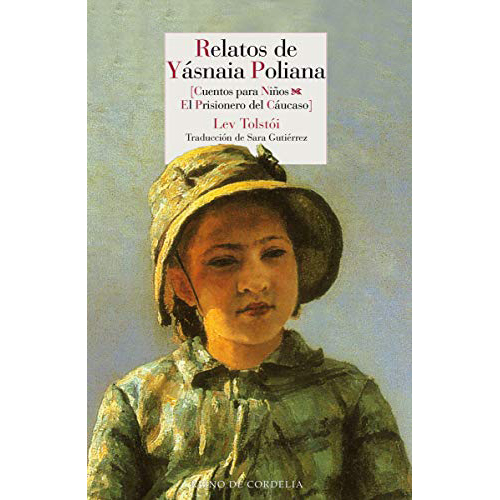 Relatos de
Yásnaia Poliana
[Cuentos para Niños &
El Prisionero del Cáucaso]
Lev Tolstói
Traducción de Sara Gutiérrez
REINO DE CORDELIA